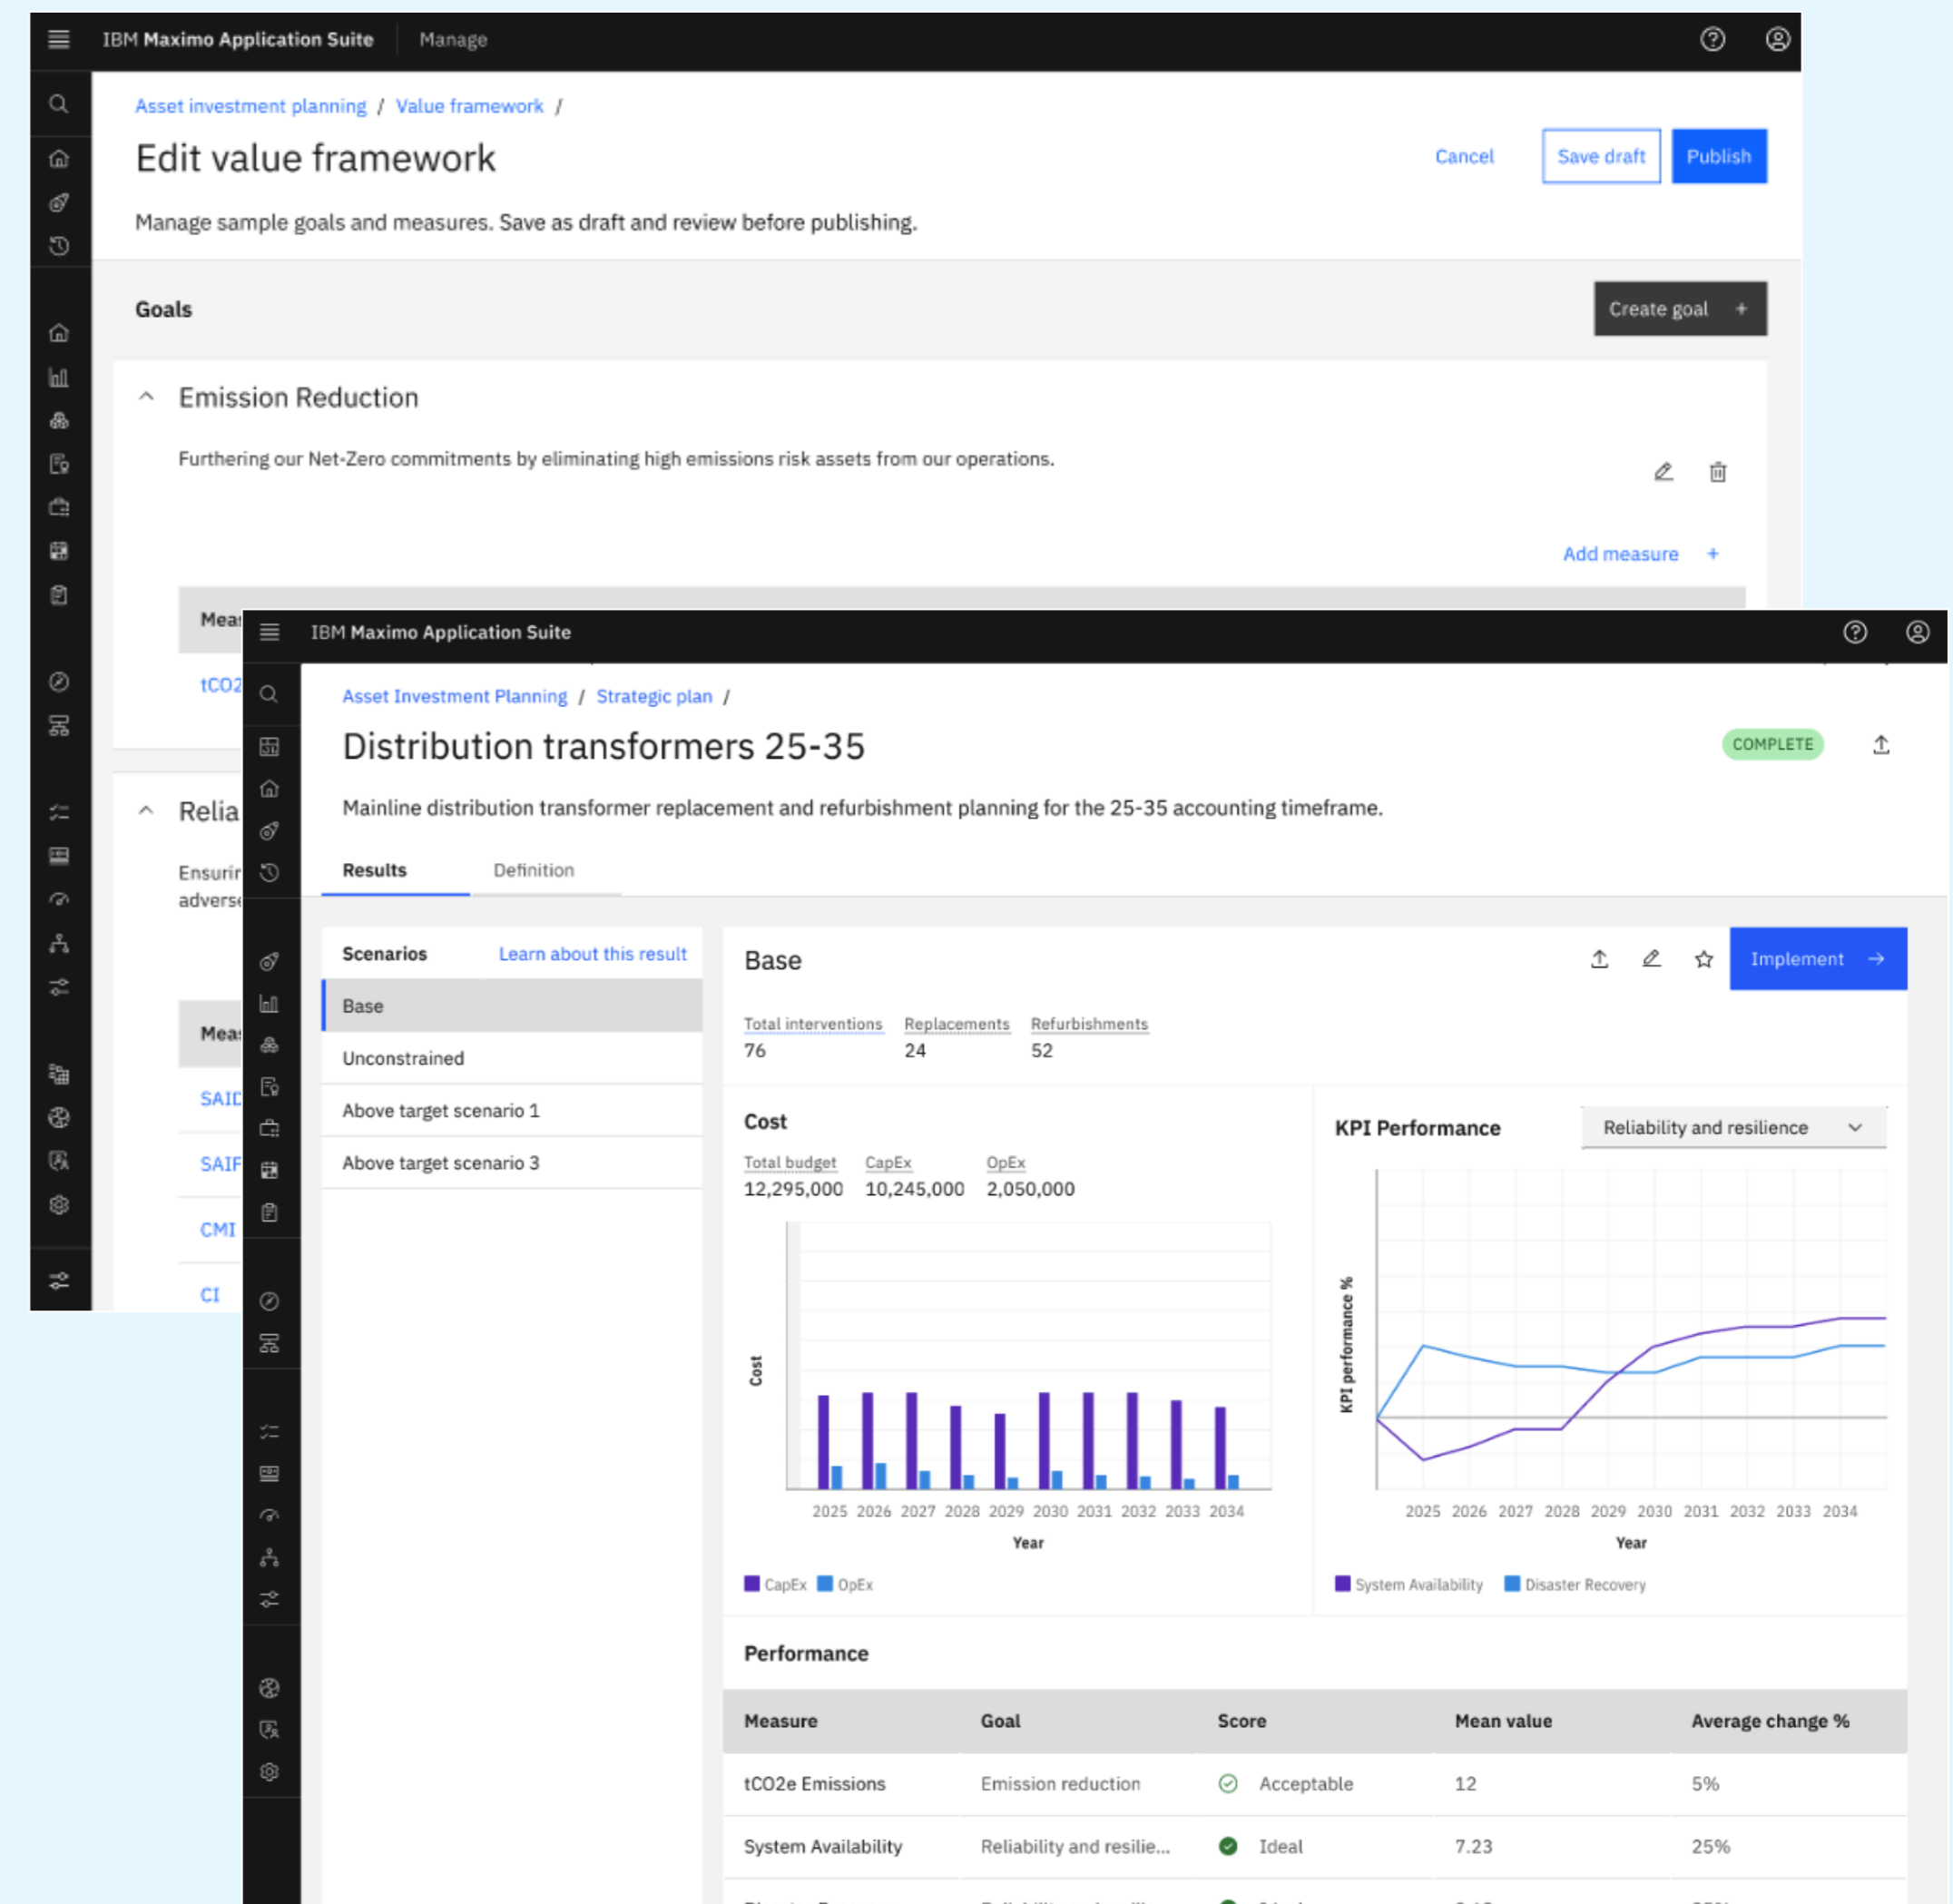 IBM Maximo Application Suite Manage
Asset investment planning / Value framework /
Edit value framework
Cancel
Save draft
Publish
Manage sample goals and measures. Save as draft and review before publishing.
Goals
Create goal +
Emission Reduction
Furthering our Net-Zero commitments by eliminating high emissions risk assets from our operations.
Add measure +
tCO2
Relia
SAIF
CMI
CI
IBM Maximo Application Suite
Asset Investment Planning / Strategic plan /
Distribution transformers 25-35
COMPLETE
Mainline distribution transformer replacement and refurbishment planning for the 25-35 accounting timeframe.
Results Definition
Scenarios Learn about this result
Base
Unconstrained
Above target scenario 1
Above target scenario 3
Base
Implement
Total interventions Replacements Refurbishments
76 24 52
Cost
Total budget CapEx OpEx
12,295,000 10,245,000 2,050,000
Cost
2025 2026 2027 2028 2029 2030 2031 2032 2033 2034
Year
CapEx OpEx
KPI Performance
Reliability and resilience
KPI performance %
2025 2026 2027 2028 2029 2030 2031 2032 2033 2034
Year
System Availability Disaster Recovery
Performance
Measure Goal Score Mean value Average change %
tCO2e Emissions Emission reduction Acceptable 12 5%
System Availability Reliability and resilie... Ideal 7.23 25%